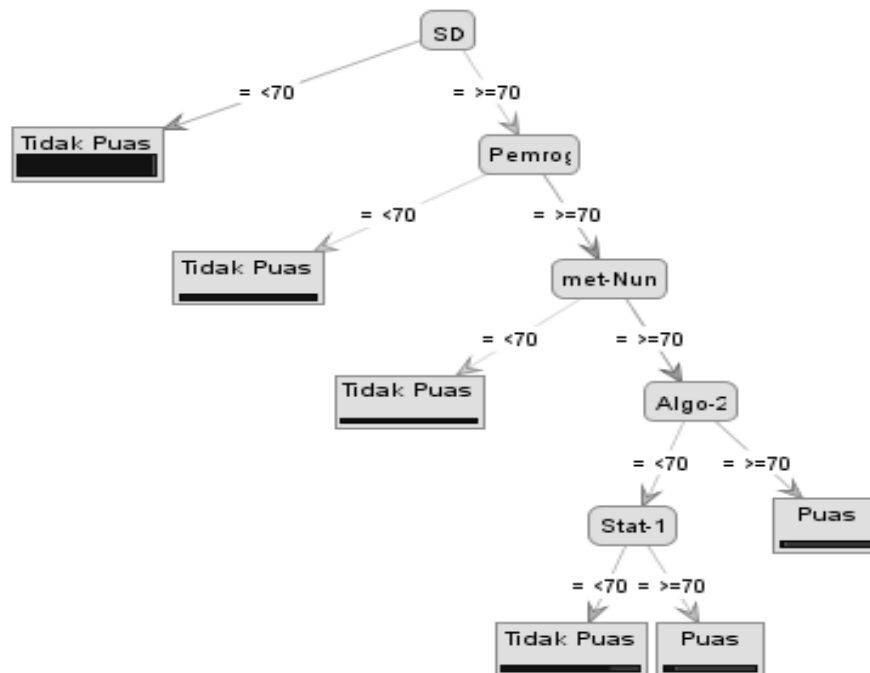 SD
= <70
= >=70
Tidak Puas
Pemrog
= <70
= >=70
Tidak Puas
met-Nun
= <70
= >=70
Tidak Puas
Algo-2
= <70
= >=70
Stat-1
Puas
= <70
= >=70
Tidak Puas
Puas